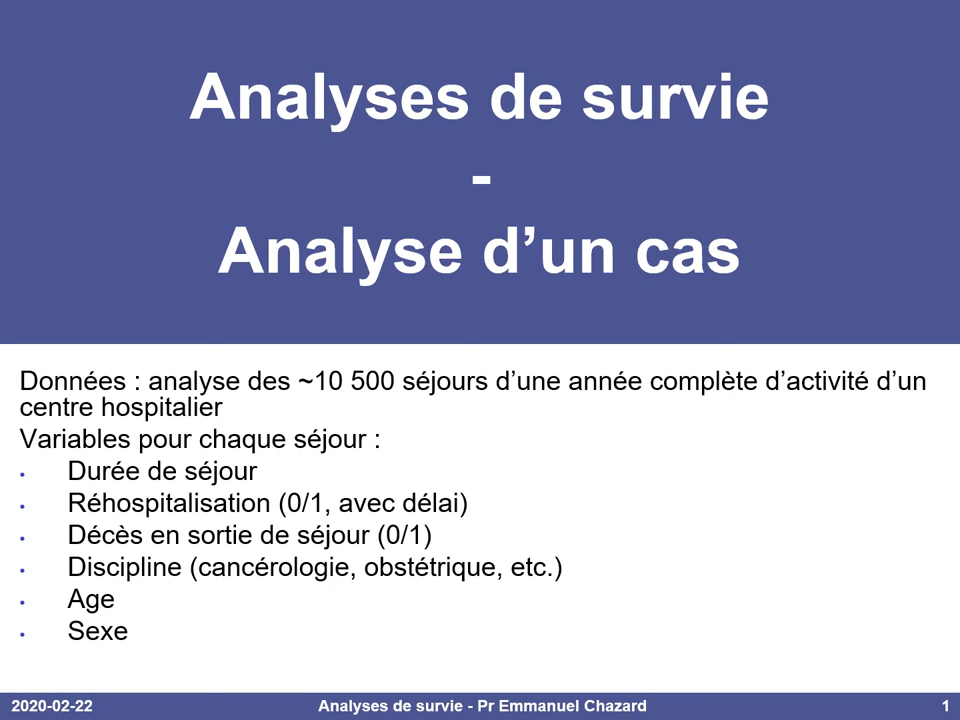 Analyses de survie
-
Analyse d’un cas
Données : analyse des ~10 500 séjours d’une année complète d’activité d’un
centre hospitalier
Variables pour chaque séjour :
• Durée de séjour
• Réhospitalisation (0/1, avec délai)
• Décès en sortie de séjour (0/1)
• Discipline (cancérologie, obstétrique, etc.)
• Age
• Sexe
2020-02-22 Analyses de survie - Pr Emmanuel Chazard 1